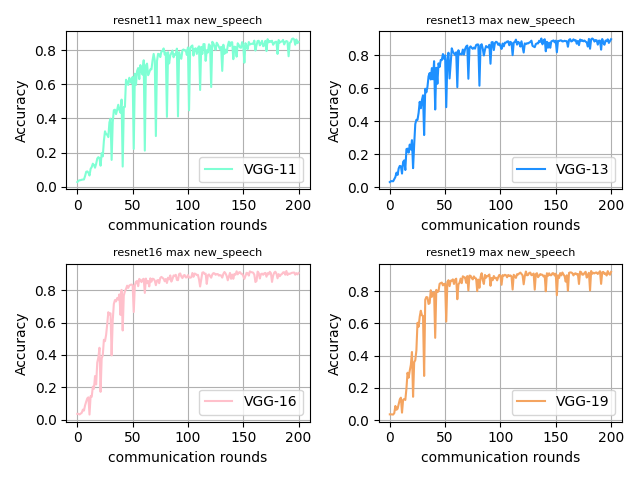 resnet11 max new_speech
Accuracy
0.8
0.6
0.4
0.2
0.0
VGG-11
0 50 100 150 200
communication rounds
resnet13 max new_speech
Accuracy
0.8
0.6
0.4
0.2
0.0
VGG-13
0 50 100 150 200
communication rounds
resnet16 max new_speech
Accuracy
0.8
0.6
0.4
0.2
0.0
VGG-16
0 50 100 150 200
communication rounds
resnet19 max new_speech
Accuracy
0.8
0.6
0.4
0.2
0.0
VGG-19
0 50 100 150 200
communication rounds